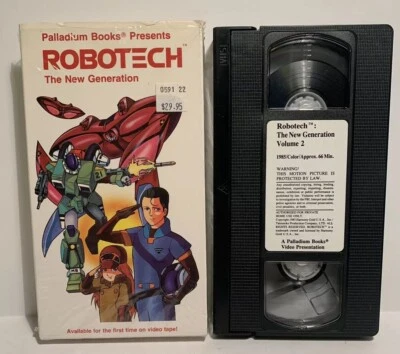 Palladium Books® Presents
ROBOTECH™
The New Generation
0591 22
$29.95
Available for the first time on video tape!
Robotech™:
The New Generation
Volume 2
1985/Color/Approx. 66 Min.
WARNING!
THIS MOTION PICTURE IS
PROTECTED BY LAW.
A Palladium Books®
Video Presentation